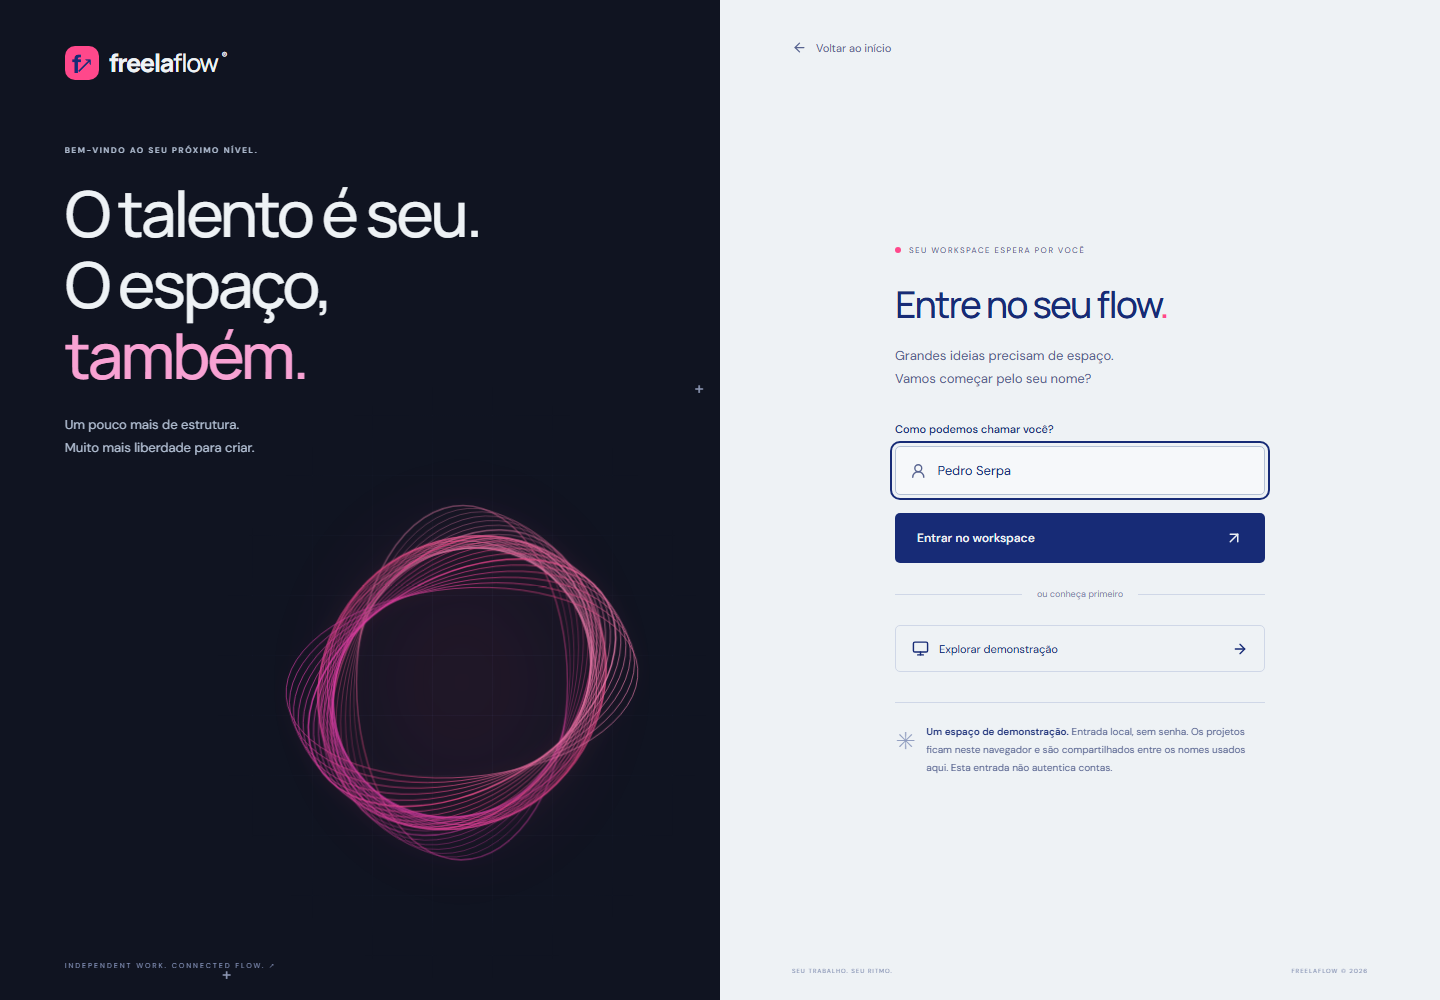 freelaflow®
BEM-VINDO AO SEU PRÓXIMO NÍVEL.
O talento é seu.
O espaço,
também.
Um pouco mais de estrutura.
Muito mais liberdade para criar.
INDEPENDENT WORK. CONNECTED FLOW. ↗
Voltar ao início
SEU WORKSPACE ESPERA POR VOCÊ
Entre no seu flow.
Grandes ideias precisam de espaço.
Vamos começar pelo seu nome?
Como podemos chamar você?
Pedro Serpa
Entrar no workspace
ou conheça primeiro
Explorar demonstração
Um espaço de demonstração. Entrada local, sem senha. Os projetos
ficam neste navegador e são compartilhados entre os nomes usados
aqui. Esta entrada não autentica contas.
SEU TRABALHO. SEU RITMO.
FREELAFLOW © 2026